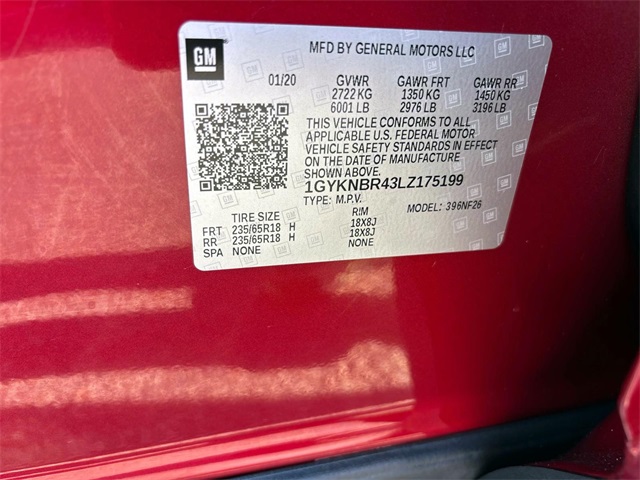 GM
MFD BY GENERAL MOTORS LLC
01/20 GVWR GAWR FRT GAWR RR
2722 KG 1350 KG 1450 KG
6001 LB 2976 LB 3196 LB
THIS VEHICLE CONFORMS TO ALL
APPLICABLE U.S. FEDERAL MOTOR
VEHICLE SAFETY STANDARDS IN EFFECT
ON THE DATE OF MANUFACTURE
SHOWN ABOVE.
1GYKNBR43LZ175199
TYPE: M.P.V. MODEL: 396NF26
TIRE SIZE RIM
FRT 235/65R18 H 18X8J
RR 235/65R18 H 18X8J
SPA NONE NONE